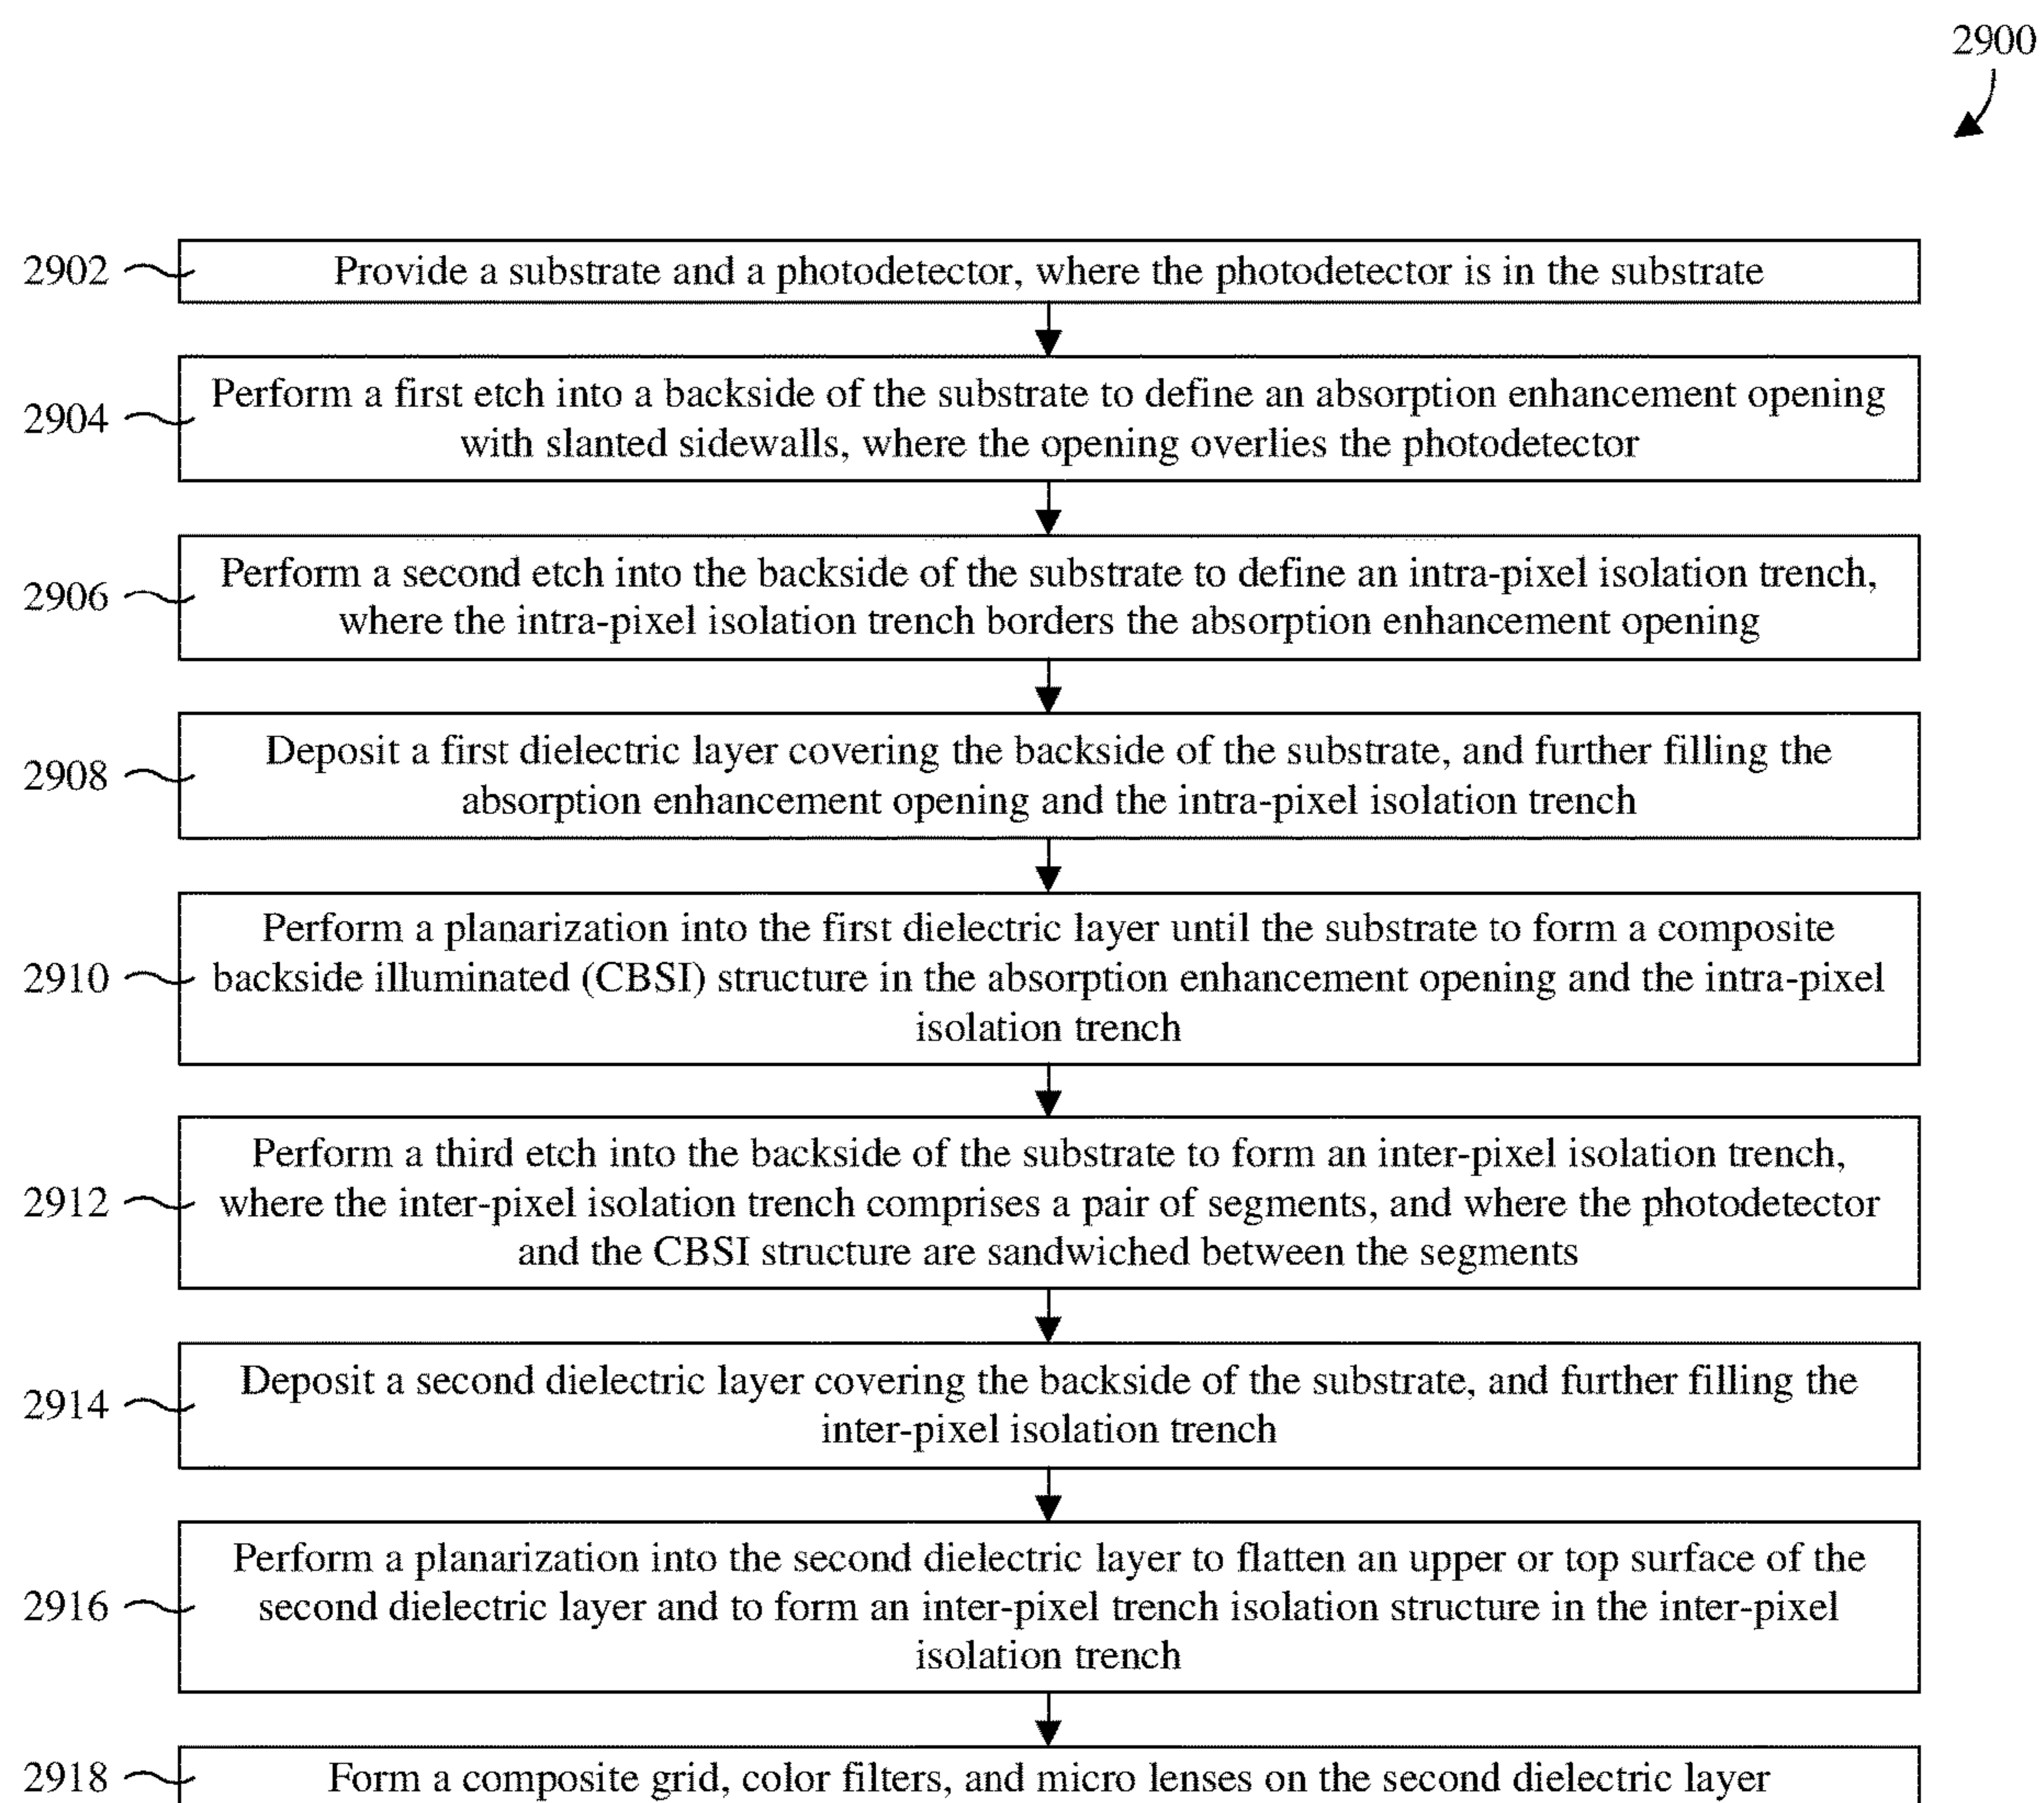 2900
2902 Provide a substrate and a photodetector, where the photodetector is in the substrate
Perform a first etch into a backside of the substrate to define an absorption enhancement opening
2904 with slanted sidewalls, where the opening overlies the photodetector
Perform a second etch into the backside of the substrate to define an intra-pixel isolation trench,
2906 where the intra-pixel isolation trench borders the absorption enhancement opening
Deposit a first dielectric layer covering the backside of the substrate, and further filling the
2908 absorption enhancement opening and the intra-pixel isolation trench
Perform a planarization into the first dielectric layer until the substrate to form a composite
2910 backside illuminated (CBSI) structure in the absorption enhancement opening and the intra-pixel
isolation trench
Perform a third etch into the backside of the substrate to form an inter-pixel isolation trench,
2912 where the inter-pixel isolation trench comprises a pair of segments, and where the photodetector
and the CBSI structure are sandwiched between the segments
Deposit a second dielectric layer covering the backside of the substrate, and further filling the
2914 inter-pixel isolation trench
Perform a planarization into the second dielectric layer to flatten an upper or top surface of the
2916 second dielectric layer and to form an inter-pixel trench isolation structure in the inter-pixel
isolation trench
2918 Form a composite grid, color filters, and micro lenses on the second dielectric layer